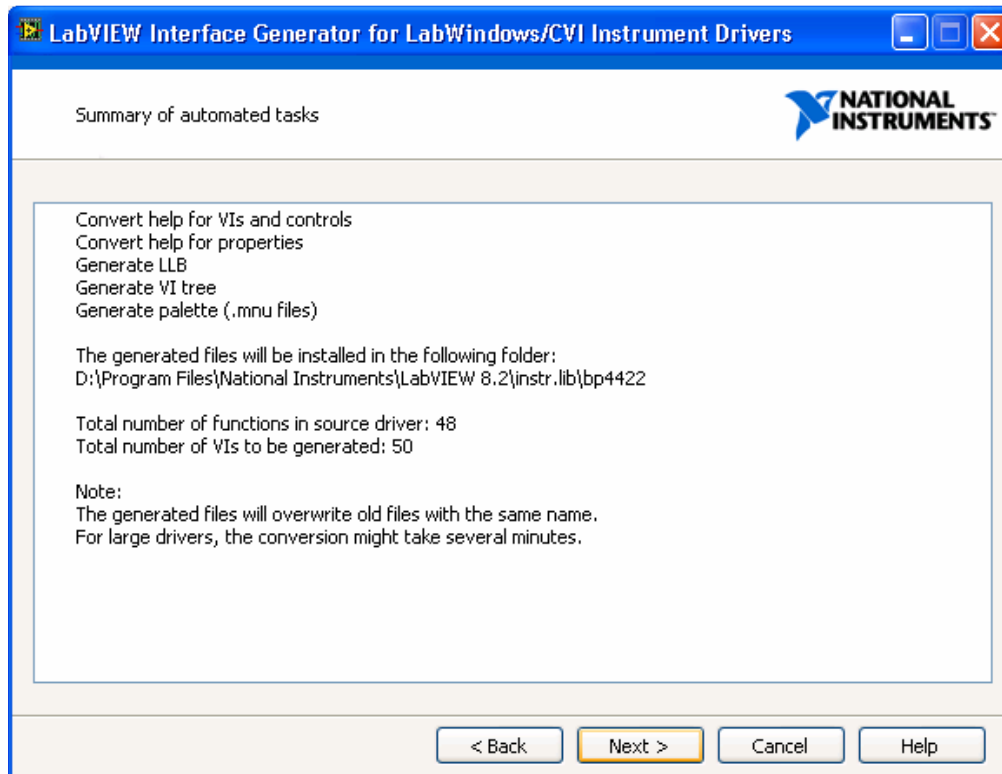 LabVIEW Interface Generator for LabWindows/CVI Instrument Drivers
Summary of automated tasks
NATIONAL
INSTRUMENTS™
Convert help for VIs and controls
Convert help for properties
Generate LLB
Generate VI tree
Generate palette (.mnu files)
The generated files will be installed in the following folder:
D:\Program Files\National Instruments\LabVIEW 8.2\instr.lib\bp4422
Total number of functions in source driver: 48
Total number of VIs to be generated: 50
Note:
The generated files will overwrite old files with the same name.
For large drivers, the conversion might take several minutes.
< Back
Next >
Cancel
Help